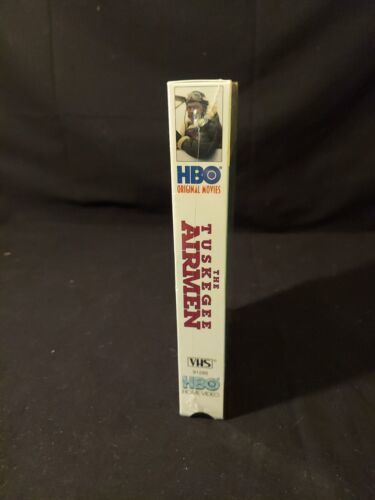 HBO
ORIGINAL MOVIES
THE
TUSKEGEE
AIRMEN
VHS
HBO
HOME VIDEO